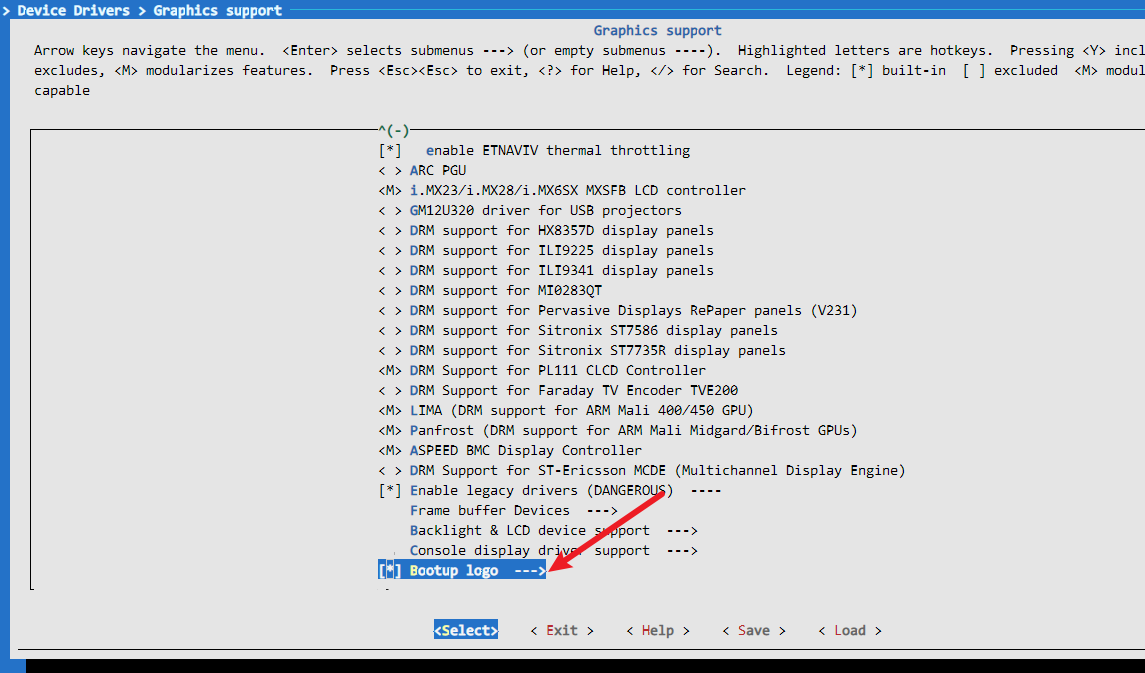 > Device Drivers > Graphics support
Graphics support
Arrow keys navigate the menu.  <Enter> selects submenus ---> (or empty submenus ----).  Highlighted letters are hotkeys.  Pressing <Y> incl
excludes, <M> modularizes features.  Press <Esc><Esc> to exit, <?> for Help, </> for Search.  Legend: [*] built-in  [ ] excluded  <M> modul
capable
^(-)
[*]   enable ETNAVIV thermal throttling
< > ARC PGU
<M> i.MX23/i.MX28/i.MX6SX MXSFB LCD controller
< > GM12U320 driver for USB projectors
< > DRM support for HX8357D display panels
< > DRM support for ILI9225 display panels
< > DRM support for ILI9341 display panels
< > DRM support for MI0283QT
< > DRM support for Pervasive Displays RePaper panels (V231)
< > DRM support for Sitronix ST7586 display panels
< > DRM support for Sitronix ST7735R display panels
<M> DRM Support for PL111 CLCD Controller
< > DRM Support for Faraday TV Encoder TVE200
<M> LIMA (DRM support for ARM Mali 400/450 GPU)
<M> Panfrost (DRM support for ARM Mali Midgard/Bifrost GPUs)
<M> ASPEED BMC Display Controller
< > DRM Support for ST-Ericsson MCDE (Multichannel Display Engine)
[*] Enable legacy drivers (DANGEROUS)  ----
Frame buffer Devices  --->
Backlight & LCD device support  --->
Console display driver support  --->
[*] Bootup logo  --->
<Select>    < Exit >    < Help >    < Save >    < Load >